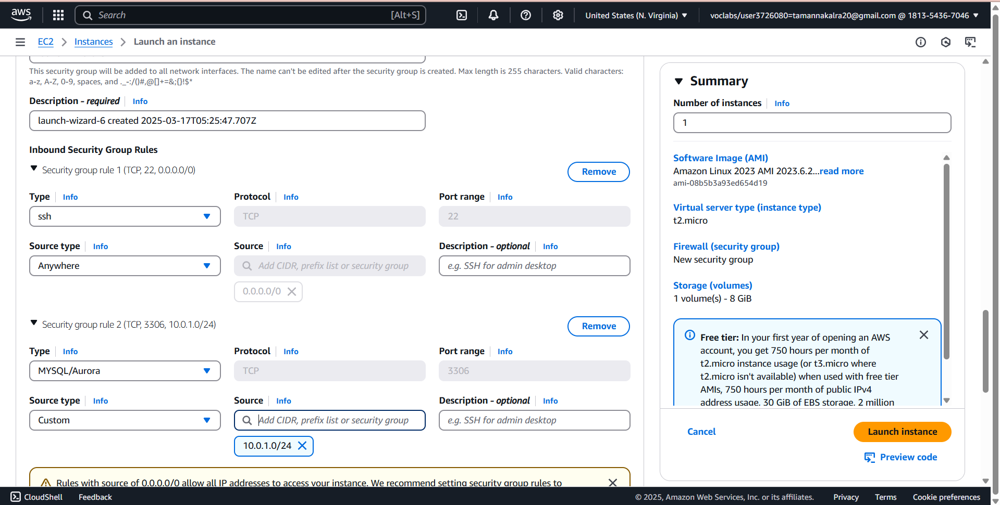 aws
Search
[Alt+S]
United States (N. Virginia)
voclabs/user3726080=tamannakalra20@gmail.com @ 1813-5436-7046
EC2
Instances
Launch an instance
This security group will be added to all network interfaces. The name can't be edited after the security group is created. Max length is 255 characters. Valid characters:
a-z, A-Z, 0-9, spaces, and ._-:/()#,@[]+=&;{}!$*
Description - required
Info
launch-wizard-6 created 2025-03-17T05:25:47.707Z
Inbound Security Group Rules
Security group rule 1 (TCP, 22, 0.0.0.0/0)
Remove
Type Info
Protocol Info
Port range Info
ssh
TCP
22
Source type Info
Source Info
Description - optional Info
Anywhere
Add CIDR, prefix list or security group
e.g. SSH for admin desktop
0.0.0.0/0
Security group rule 2 (TCP, 3306, 10.0.1.0/24)
Remove
Type Info
Protocol Info
Port range Info
MYSQL/Aurora
TCP
3306
Source type Info
Source Info
Description - optional Info
Custom
Add CIDR, prefix list or security group
e.g. SSH for admin desktop
10.0.1.0/24
Rules with source of 0.0.0.0/0 allow all IP addresses to access your instance. We recommend setting security group rules to
Summary
Number of instances Info
1
Software Image (AMI)
Amazon Linux 2023 AMI 2023.6.2...read more
ami-08b5b3a93ed654d19
Virtual server type (instance type)
t2.micro
Firewall (security group)
New security group
Storage (volumes)
1 volume(s) - 8 GiB
Free tier: In your first year of opening an AWS
account, you get 750 hours per month of
t2.micro instance usage (or t3.micro where
t2.micro isn't available) when used with free tier
AMIs, 750 hours per month of public IPv4
address usage, 30 GiB of EBS storage, 2 million
Cancel
Launch instance
Preview code
CloudShell
Feedback
© 2025, Amazon Web Services, Inc. or its affiliates.
Privacy
Terms
Cookie preferences